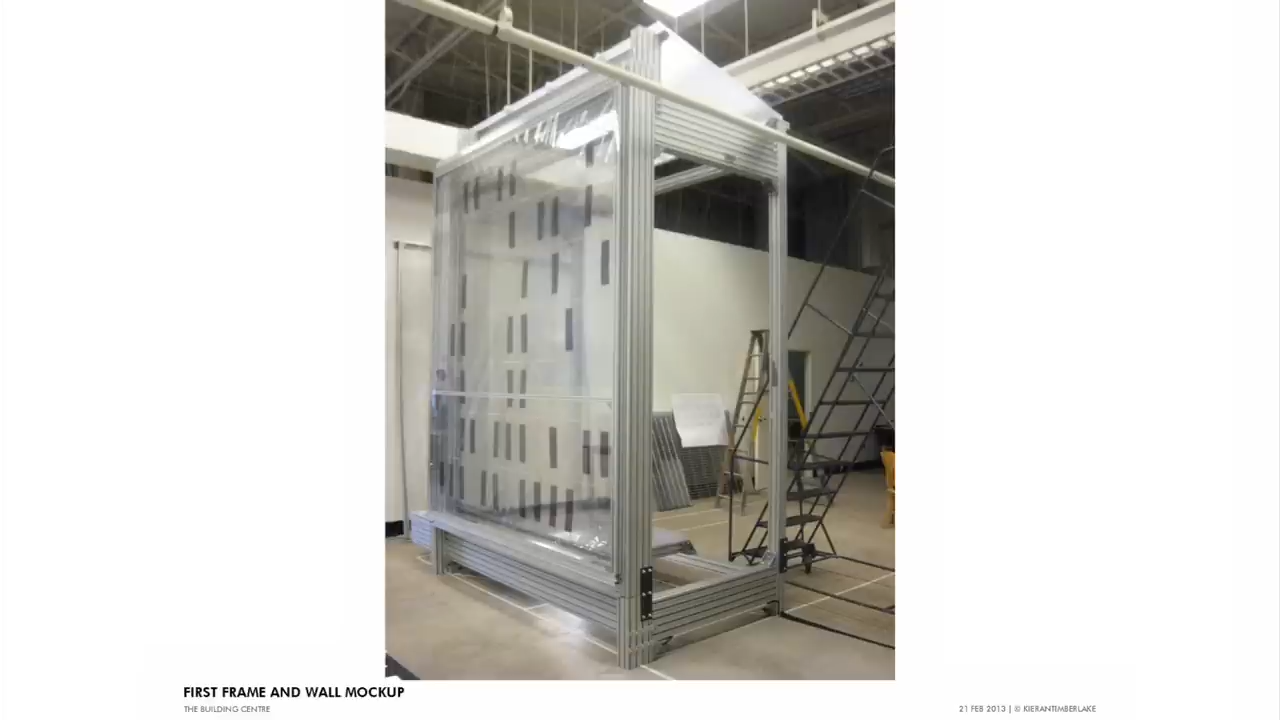 FIRST FRAME AND WALL MOCKUP
THE BUILDING CENTRE
21 FEB 2013 | © KIERANTIMBERLAKE